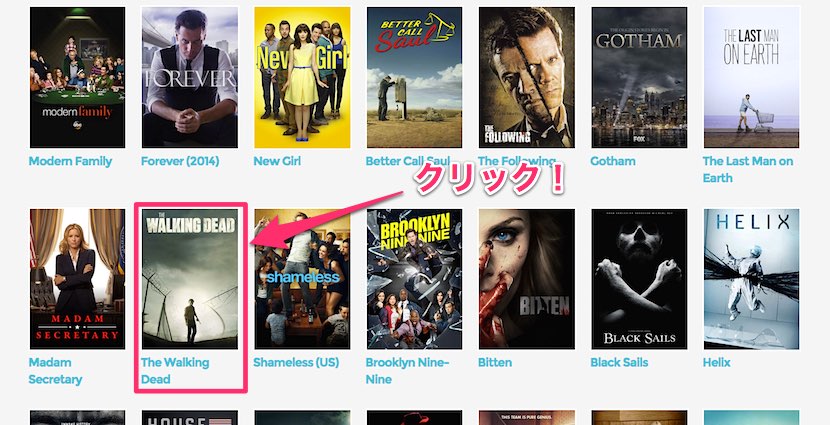 modern family
abc
FOREVER
New Girl
BETTER
CALL
Saul
THE
FOLLOWING
GOTHAM
FOX
THE LAST MAN
ON EARTH
Modern Family
Forever (2014)
New Girl
Better Call Saul
The Following
Gotham
The Last Man on
Earth
クリック！
MADAM
SECRETARY
THE
WALKING DEAD
shameless
BROOKLYN
NINE-NINE
BITTEN
BLACK SAILS
HELIX
Madam
Secretary
The Walking
Dead
Shameless (US)
Brooklyn Nine-
Nine
Bitten
Black Sails
Helix
HOUSE
THIS TEAM IS PURE GENIUS.